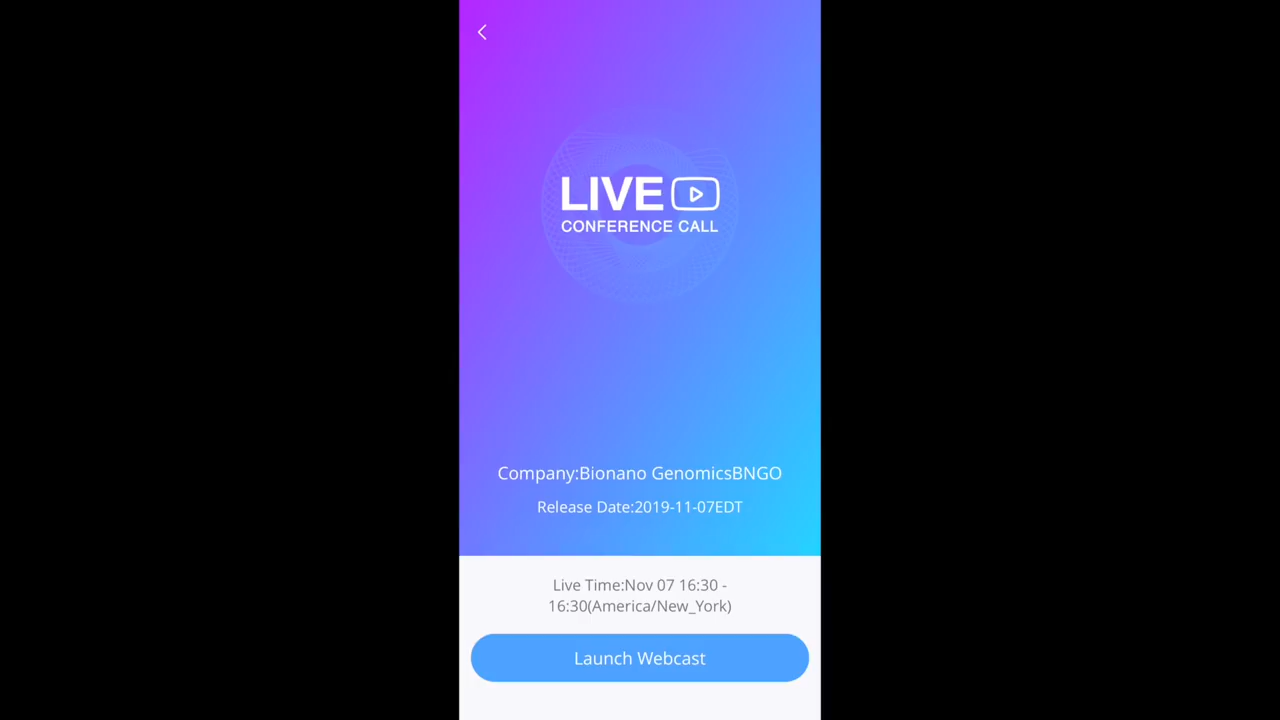 LIVE
CONFERENCE CALL
Company:Bionano GenomicsBNGO
Release Date:2019-11-07EDT
Live Time:Nov 07 16:30 -
16:30(America/New_York)
Launch Webcast